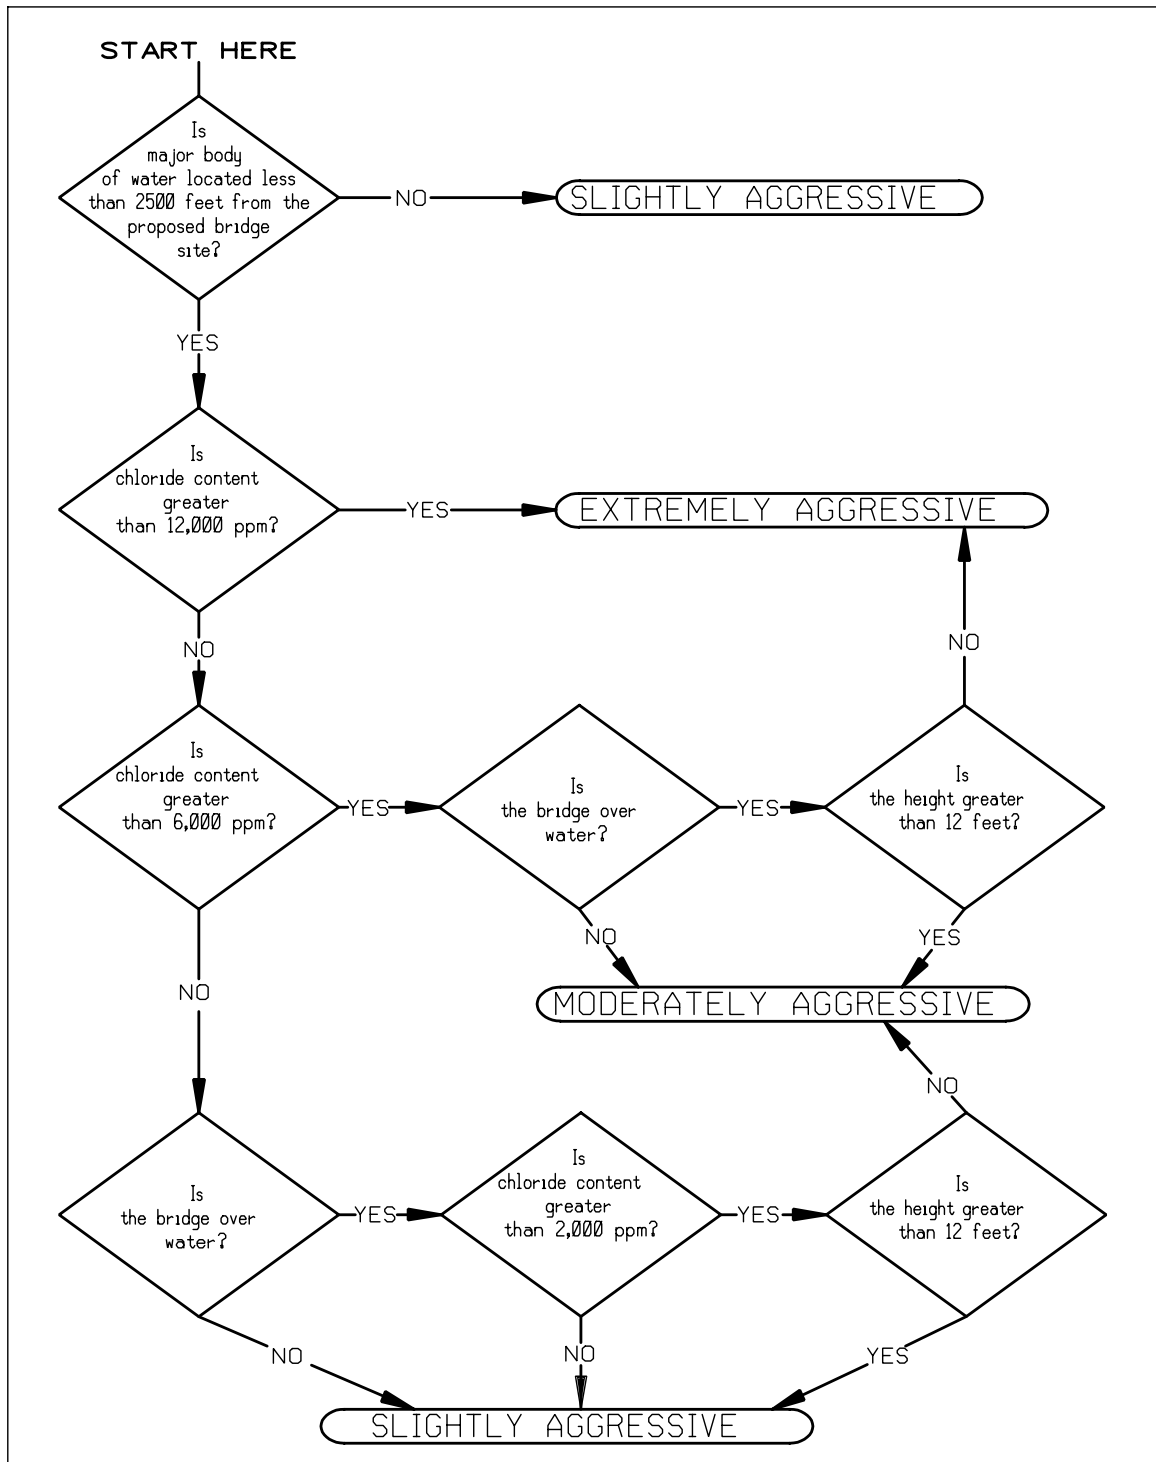 START HERE
Is
major body
of water located less
than 2500 feet from the
proposed bridge
site?
NO
SLIGHTLY AGGRESSIVE
YES
Is
chloride content
greater
than 12,000 ppm?
YES
EXTREMELY AGGRESSIVE
NO
NO
Is
chloride content
greater
than 6,000 ppm?
YES
Is
the bridge over
water?
YES
Is
the height greater
than 12 feet?
NO
YES
NO
MODERATELY AGGRESSIVE
NO
Is
the bridge over
water?
YES
Is
chloride content
greater
than 2,000 ppm?
YES
Is
the height greater
than 12 feet?
NO
NO
YES
SLIGHTLY AGGRESSIVE